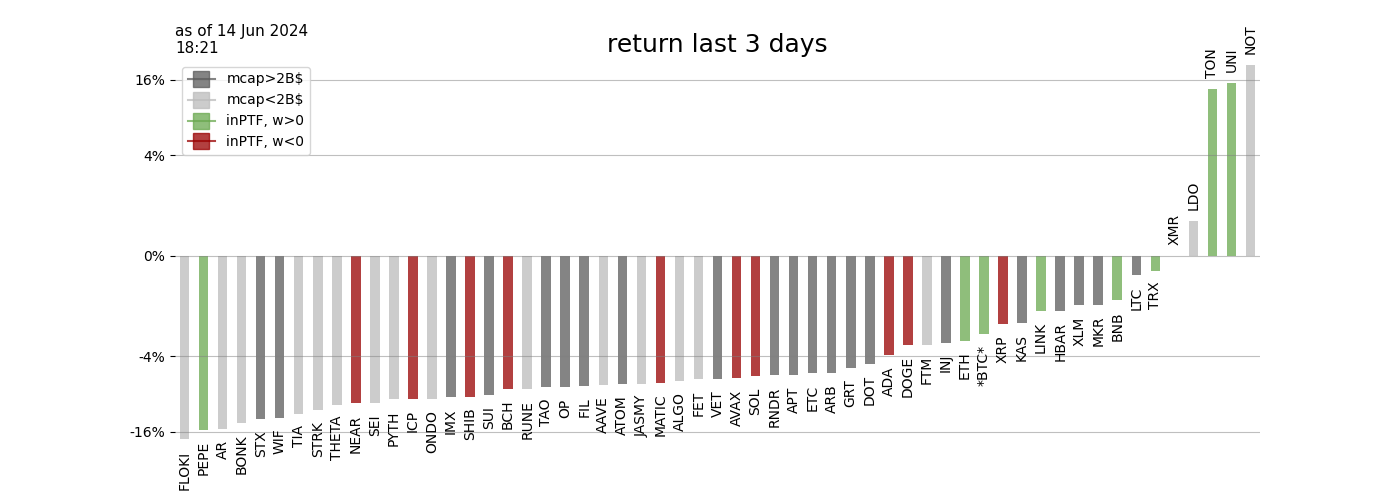 as of 14 Jun 2024
18:21
return last 3 days
mcap>2B$
mcap<2B$
inPTF, w>0
inPTF, w<0
16%
4%
0%
-4%
-16%
FLOKI
PEPE
AR
BONK
STX
WIF
TIA
STRK
THETA
NEAR
SEI
PYTH
ICP
ONDO
IMX
SHIB
SUI
BCH
RUNE
TAO
OP
FIL
AAVE
ATOM
JASMY
MATIC
ALGO
FET
VET
AVAX
SOL
RNDR
APT
ETC
ARB
GRT
DOT
ADA
DOGE
FTM
INJ
ETH
*BTC*
XRP
KAS
LINK
HBAR
XLM
MKR
BNB
LTC
TRX
XMR
LDO
TON
UNI
NOT